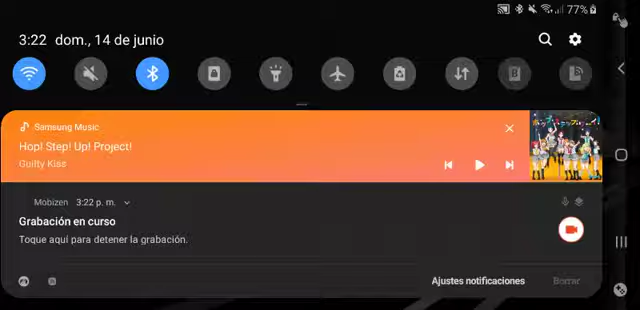 77%
3:22 dom., 14 de junio
Samsung Music
Hop! Step! Up! Project!
Guilty Kiss
Mobizen 3:22 p. m.
Grabación en curso
Toque aquí para detener la grabación.
Ajustes notificaciones Borrar